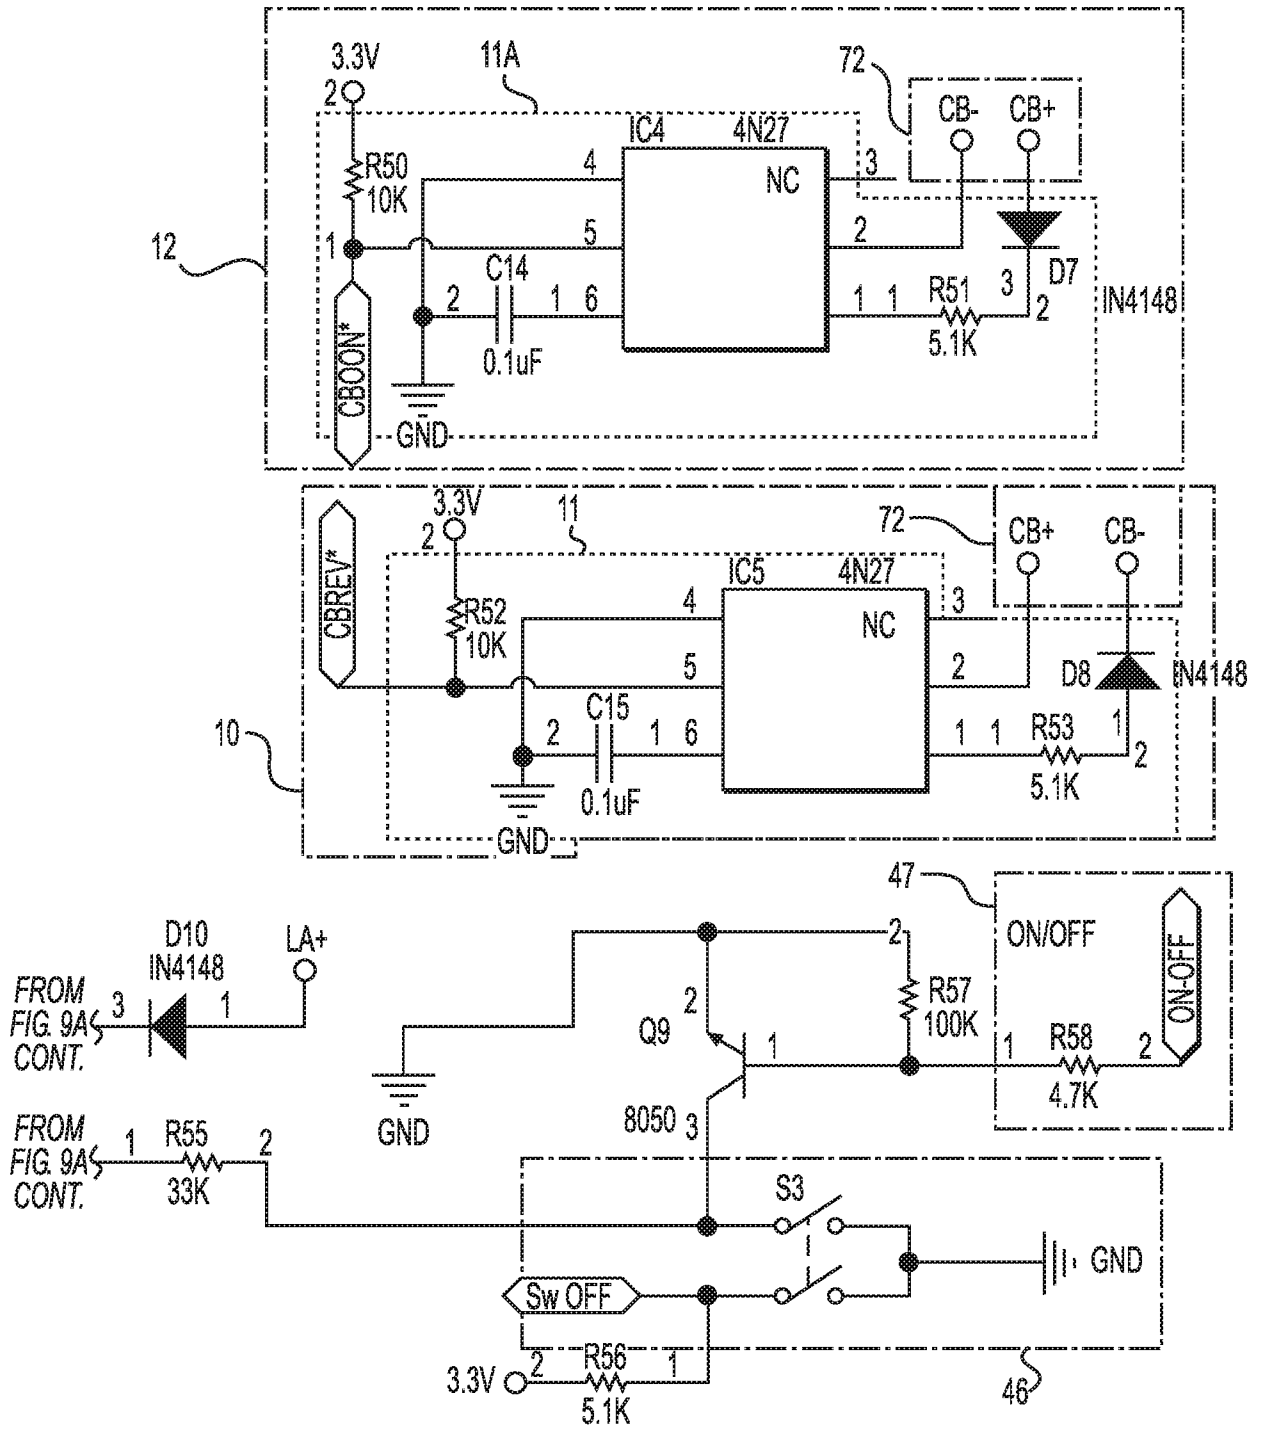 3.3V
2
11A
72
CB- CB+
IC4 4N27
R50
10K
4
NC
3
12
1
5
2
C14
D7
2
1
6
1
1
R51
3
2
IN4148
0.1uF
5.1K
CBOON*
GND
3.3V
2
11
72
CB+
CB-
CBREV*
IC5 4N27
R52
10K
4
NC
3
5
2
D8
IN4148
10
C15
2
1
6
1
1
R53
1
2
0.1uF
5.1K
GND
47
D10
IN4148
LA+
2
ON/OFF
ON-OFF
FROM
FIG. 9A
CONT.
3
1
2
R57
100K
Q9
1
1
R58
2
4.7K
GND
8050
3
FROM
FIG. 9A
CONT.
1
R55
2
33K
S3
GND
Sw OFF
2
R56
1
3.3V
5.1K
46